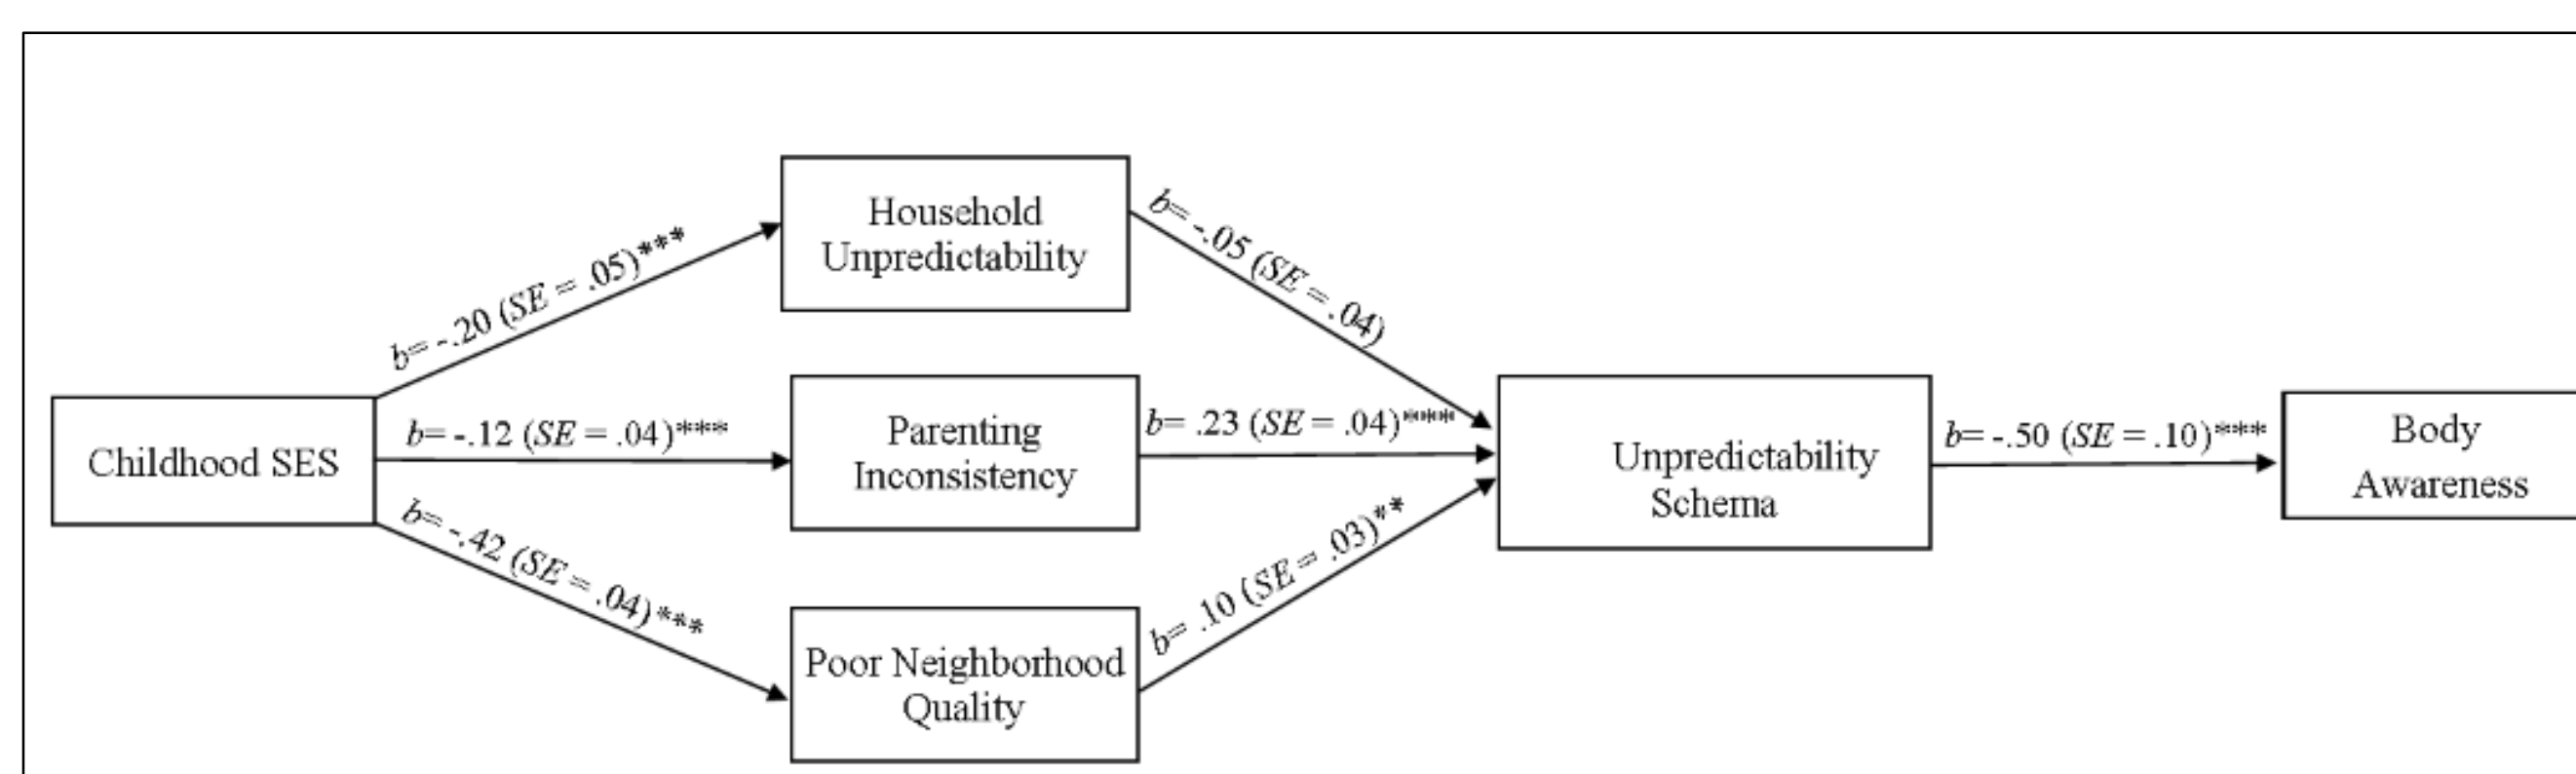 Household
Unpredictability
b= -.20 (SE = .05)***
b= -.05 (SE = .04)
Childhood SES
b= -.12 (SE = .04)***
Parenting
Inconsistency
b= .23 (SE = .04)***
Unpredictability
Schema
b= -.50 (SE = .10)***
Body
Awareness
b= -.42 (SE = .04)***
b= .10 (SE = .03)**
Poor Neighborhood
Quality